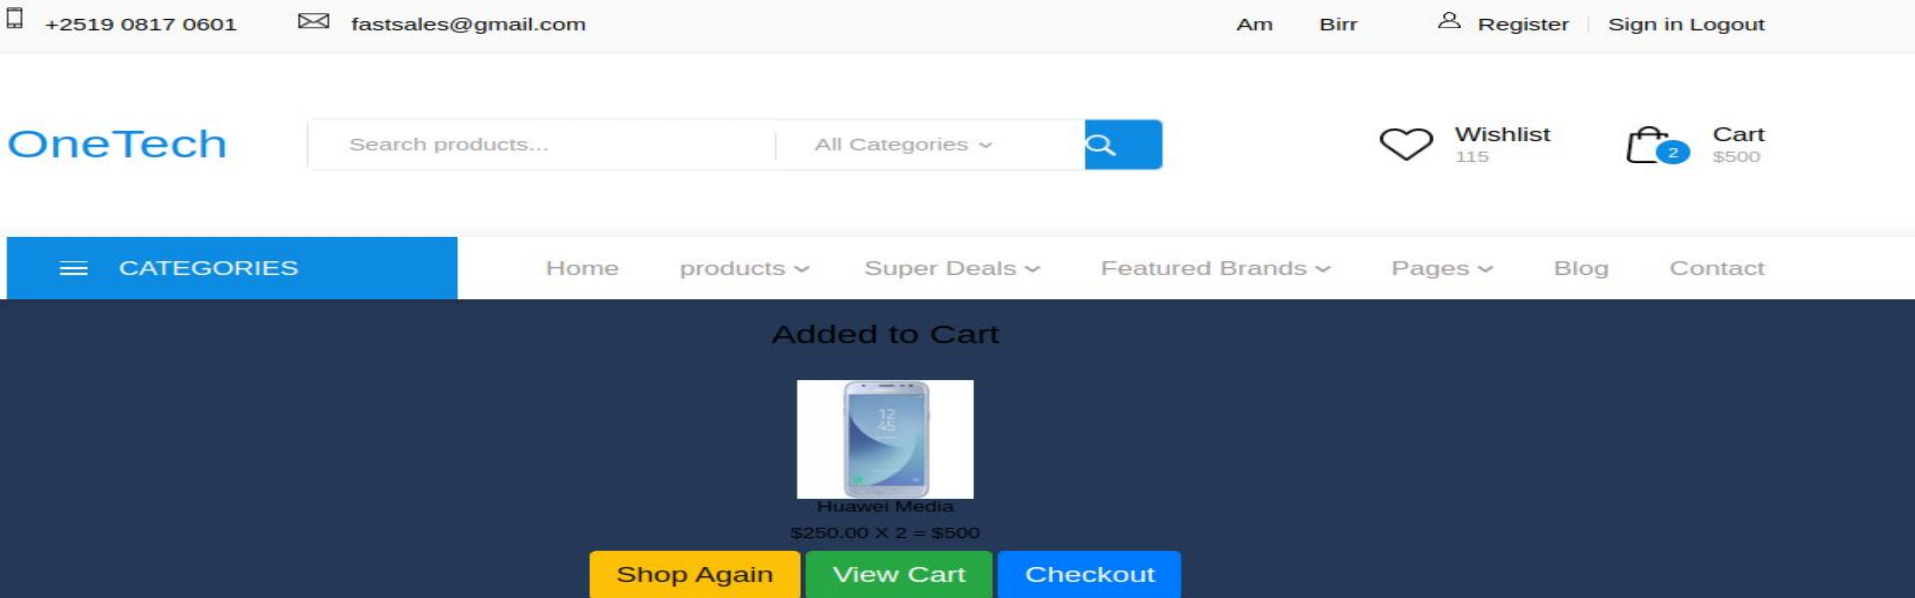 +2519 0817 0601 fastsales@gmail.com Am Birr Register Sign in Logout
OneTech Search products... All Categories Wishlist 115 2 Cart $500
CATEGORIES Home products Super Deals Featured Brands Pages Blog Contact
Added to Cart
12
45
Huawei Media
$250.00 X 2 = $500
Shop Again View Cart Checkout